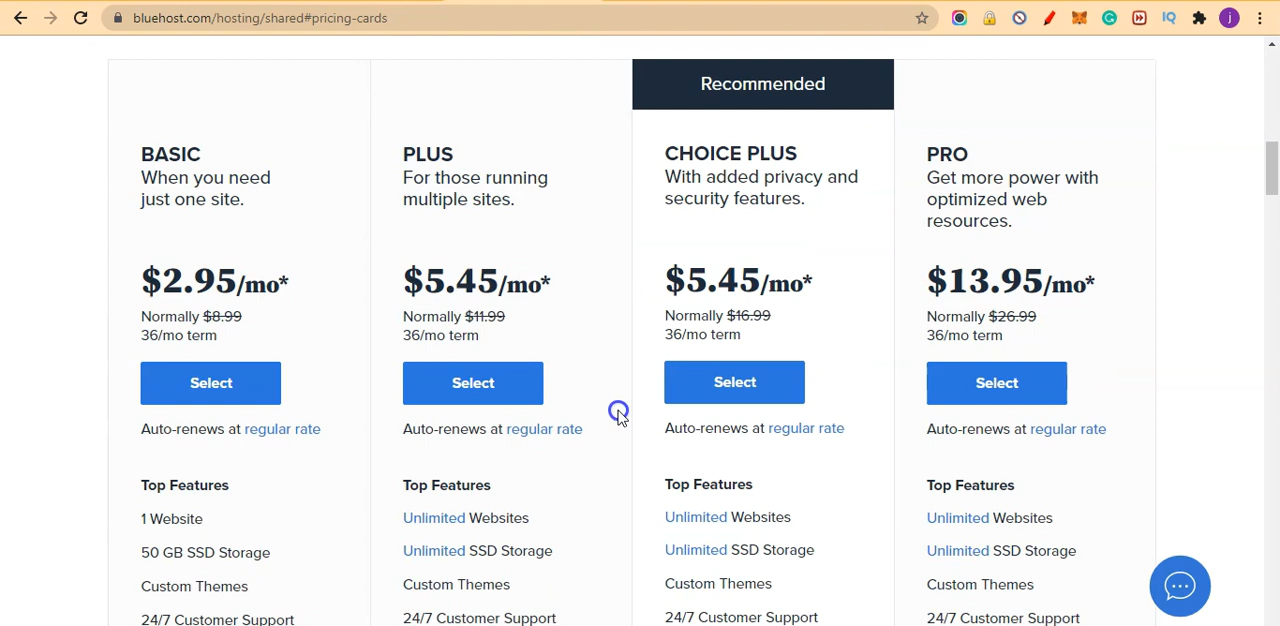 bluehost.com/hosting/shared#pricing-cards
Recommended
BASIC
When you need
just one site.
$2.95/mo*
Normally $8.99
36/mo term
Select
Auto-renews at regular rate
Top Features
1 Website
50 GB SSD Storage
Custom Themes
24/7 Customer Support
PLUS
For those running
multiple sites.
$5.45/mo*
Normally $11.99
36/mo term
Select
Auto-renews at regular rate
Top Features
Unlimited Websites
Unlimited SSD Storage
Custom Themes
24/7 Customer Support
CHOICE PLUS
With added privacy and
security features.
$5.45/mo*
Normally $16.99
36/mo term
Select
Auto-renews at regular rate
Top Features
Unlimited Websites
Unlimited SSD Storage
Custom Themes
24/7 Customer Support
PRO
Get more power with
optimized web
resources.
$13.95/mo*
Normally $26.99
36/mo term
Select
Auto-renews at regular rate
Top Features
Unlimited Websites
Unlimited SSD Storage
Custom Themes
24/7 Customer Support
IQ
j